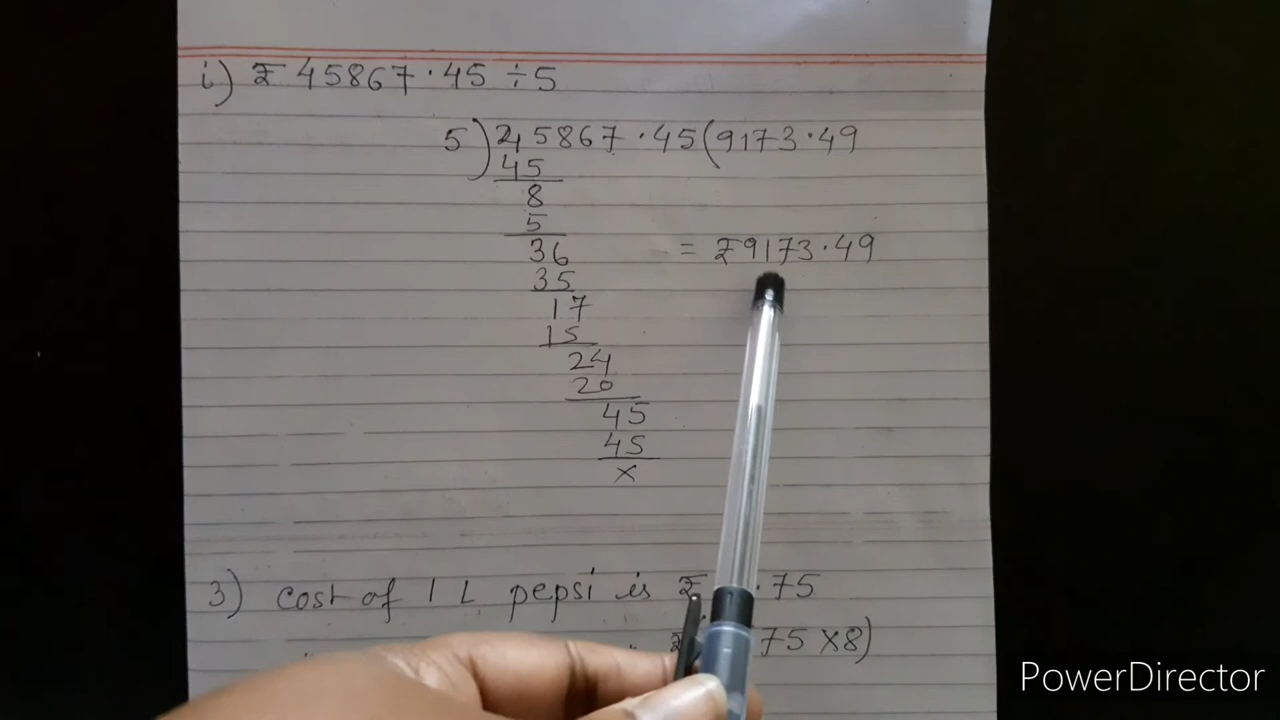 i) ₹ 45867.45 ÷ 5
5) 45867.45 (9173.49
45
8
5
36
= ₹9173.49
35
17
15
24
20
45
45
x
3) cost of 1 L pepsi is ₹ .75
75 x 8)
PowerDirector